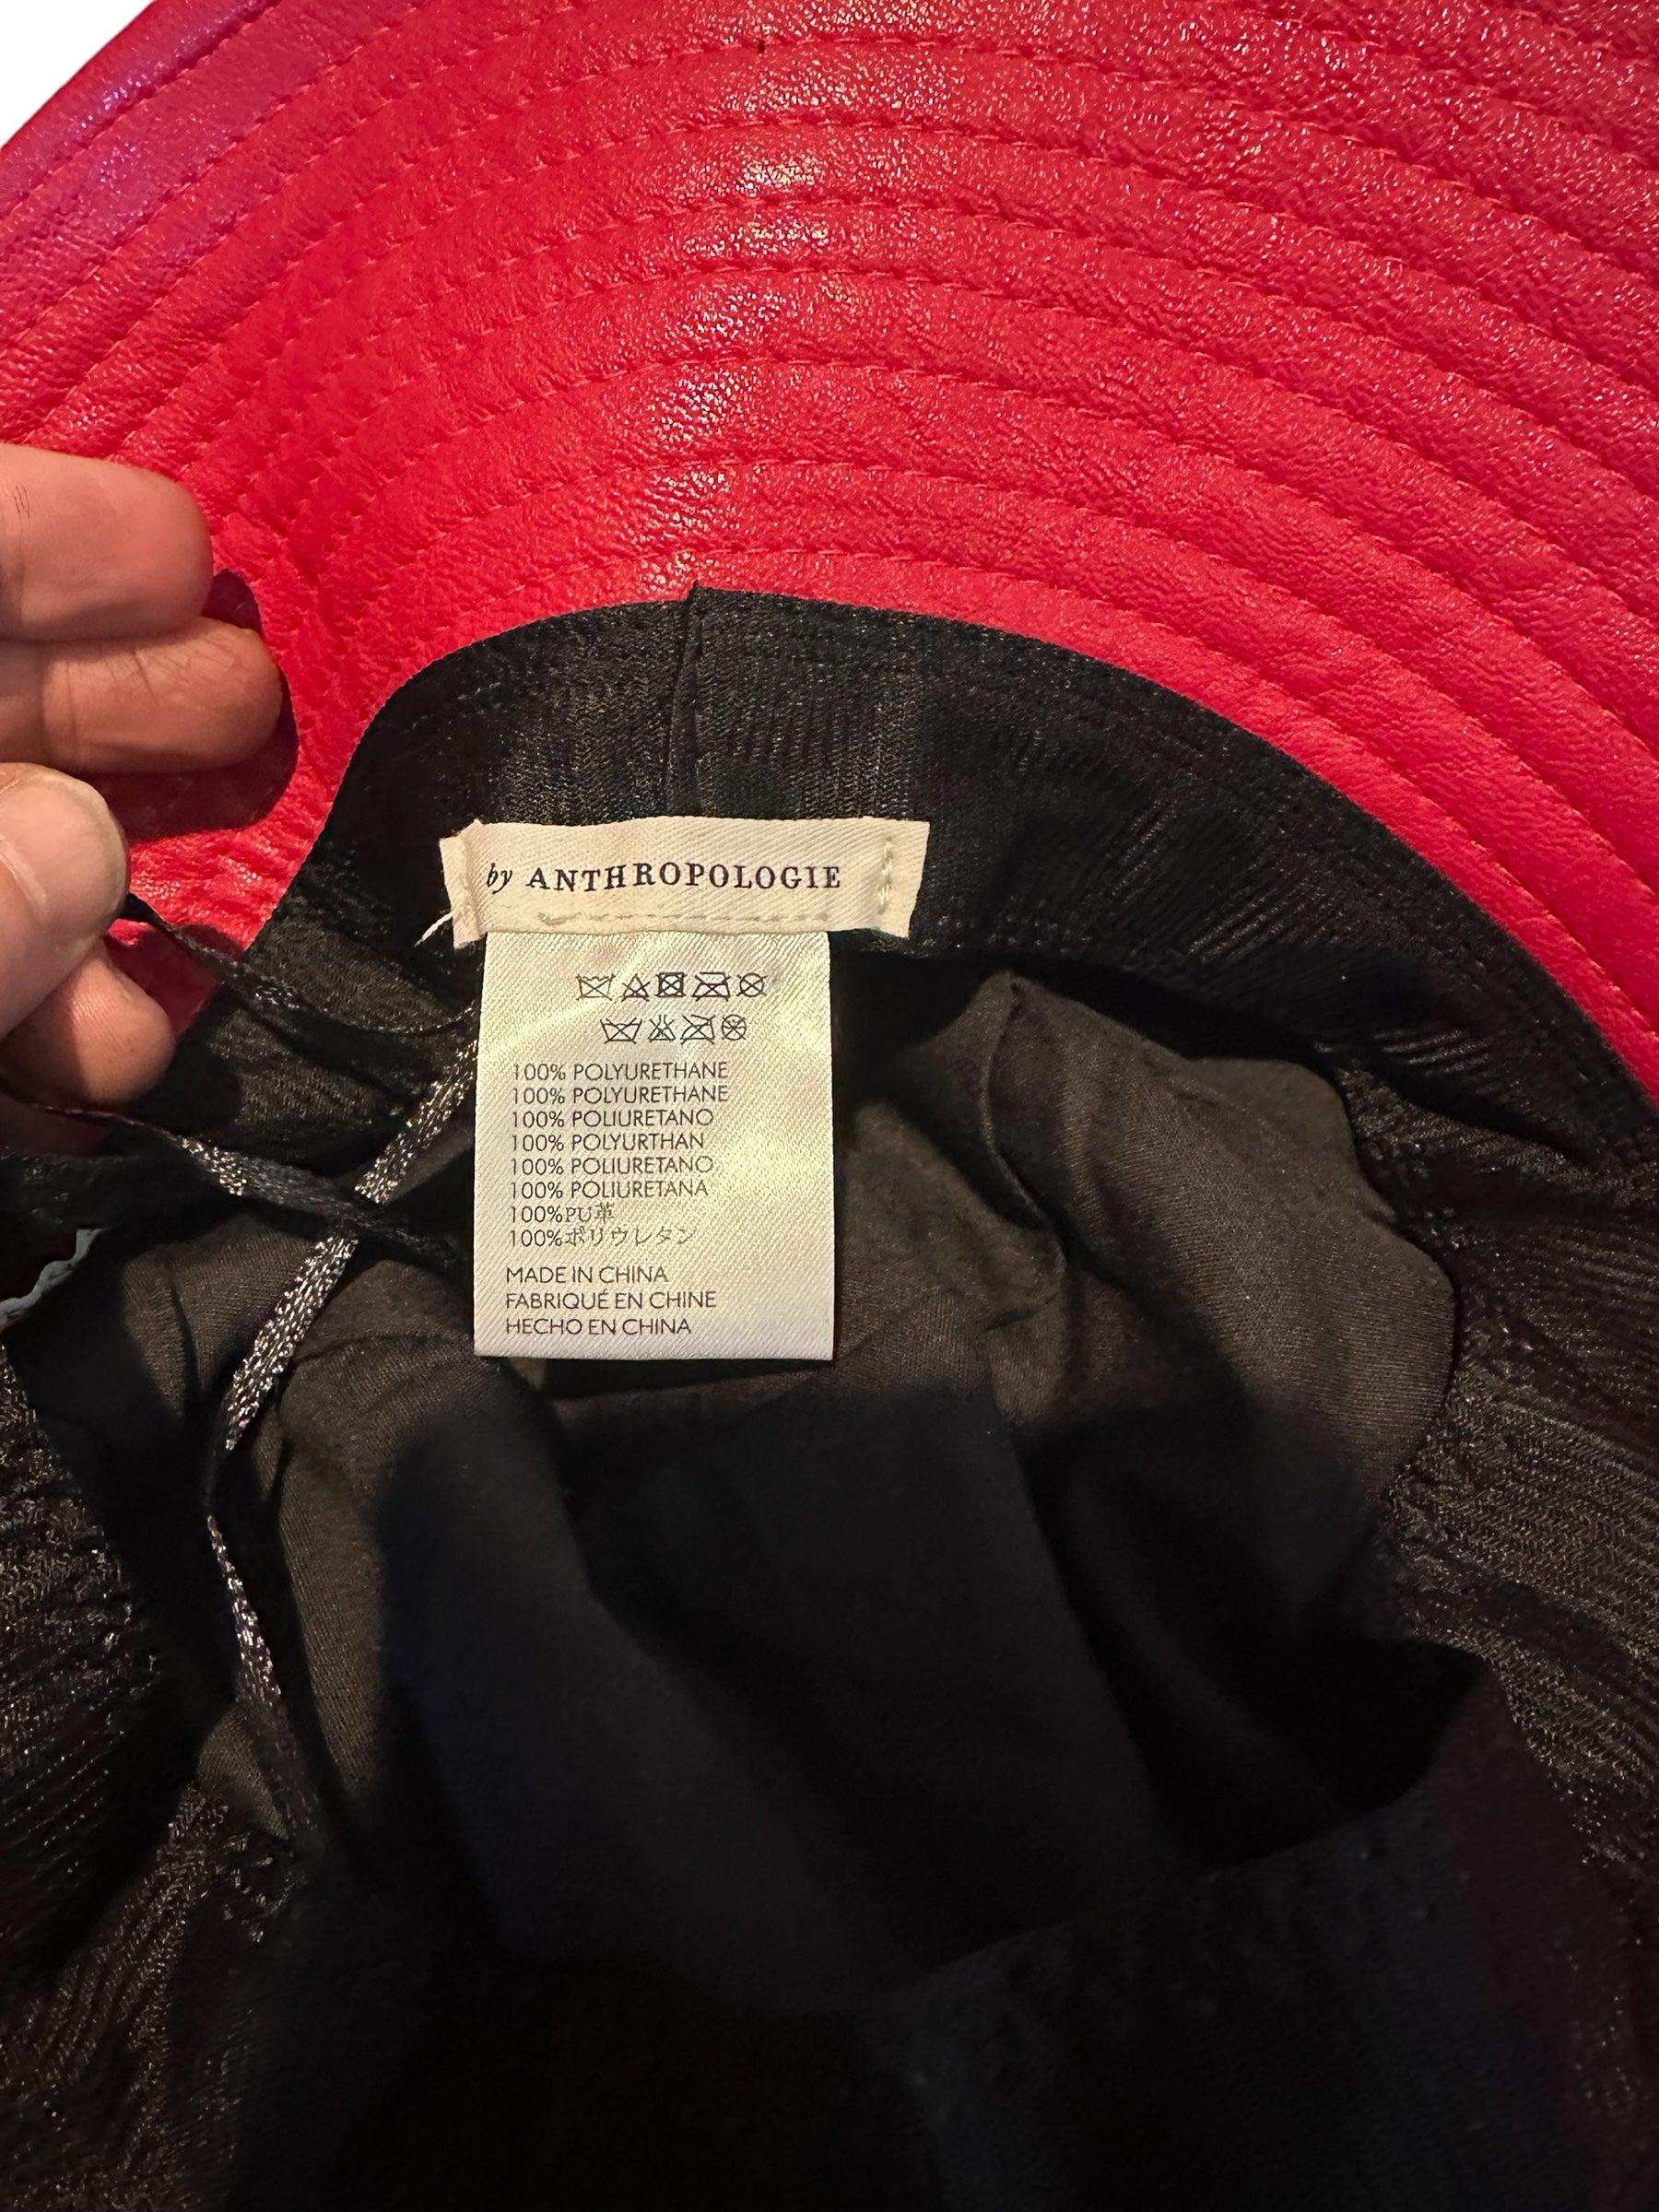 by ANTHROPOLOGIE
100% POLYURETHANE
100% POLYURETHANE
100% POLIURETANO
100% POLYURTHAN
100% POLIURETANO
100% POLIURETANA
100%PU革
100%ポリウレタン
MADE IN CHINA
FABRIQUÉ EN CHINE
HECHO EN CHINA